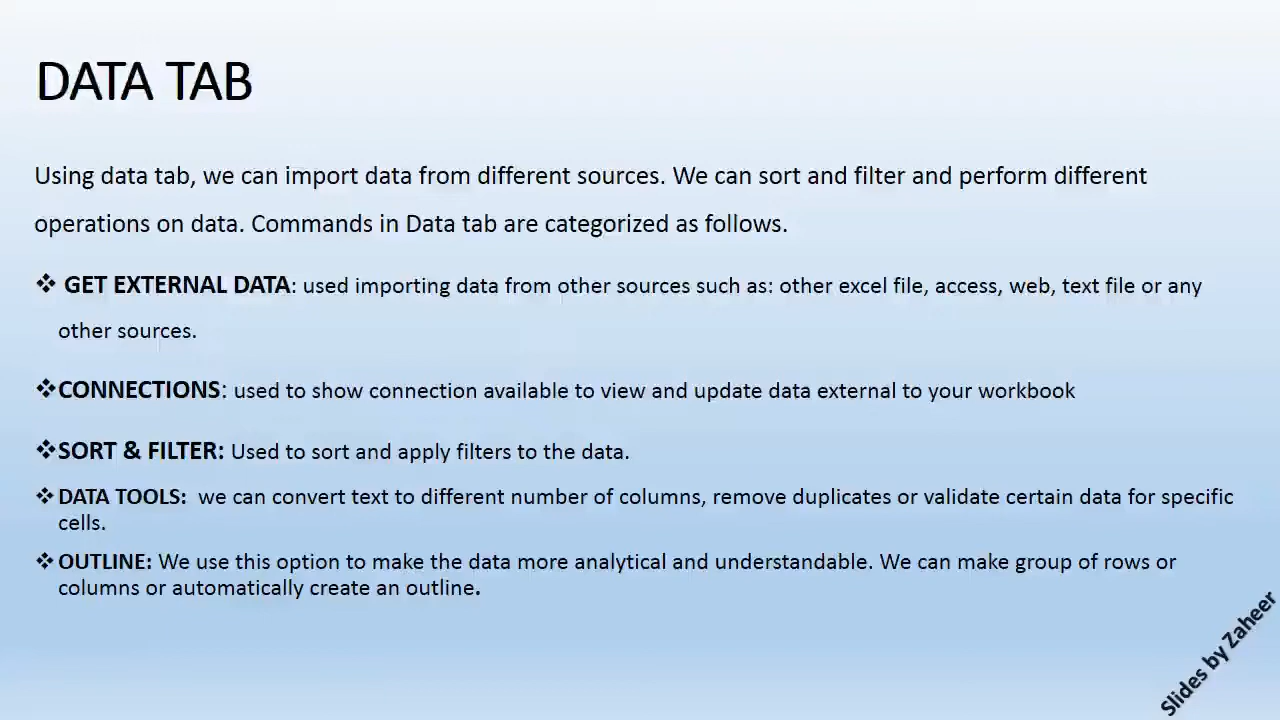 DATA TAB
Using data tab, we can import data from different sources. We can sort and filter and perform different
operations on data. Commands in Data tab are categorized as follows.
❖ GET EXTERNAL DATA: used importing data from other sources such as: other excel file, access, web, text file or any
other sources.
❖CONNECTIONS: used to show connection available to view and update data external to your workbook
❖SORT & FILTER: Used to sort and apply filters to the data.
❖DATA TOOLS:  we can convert text to different number of columns, remove duplicates or validate certain data for specific
cells.
❖OUTLINE: We use this option to make the data more analytical and understandable. We can make group of rows or
columns or automatically create an outline.
Slides by Zaheer